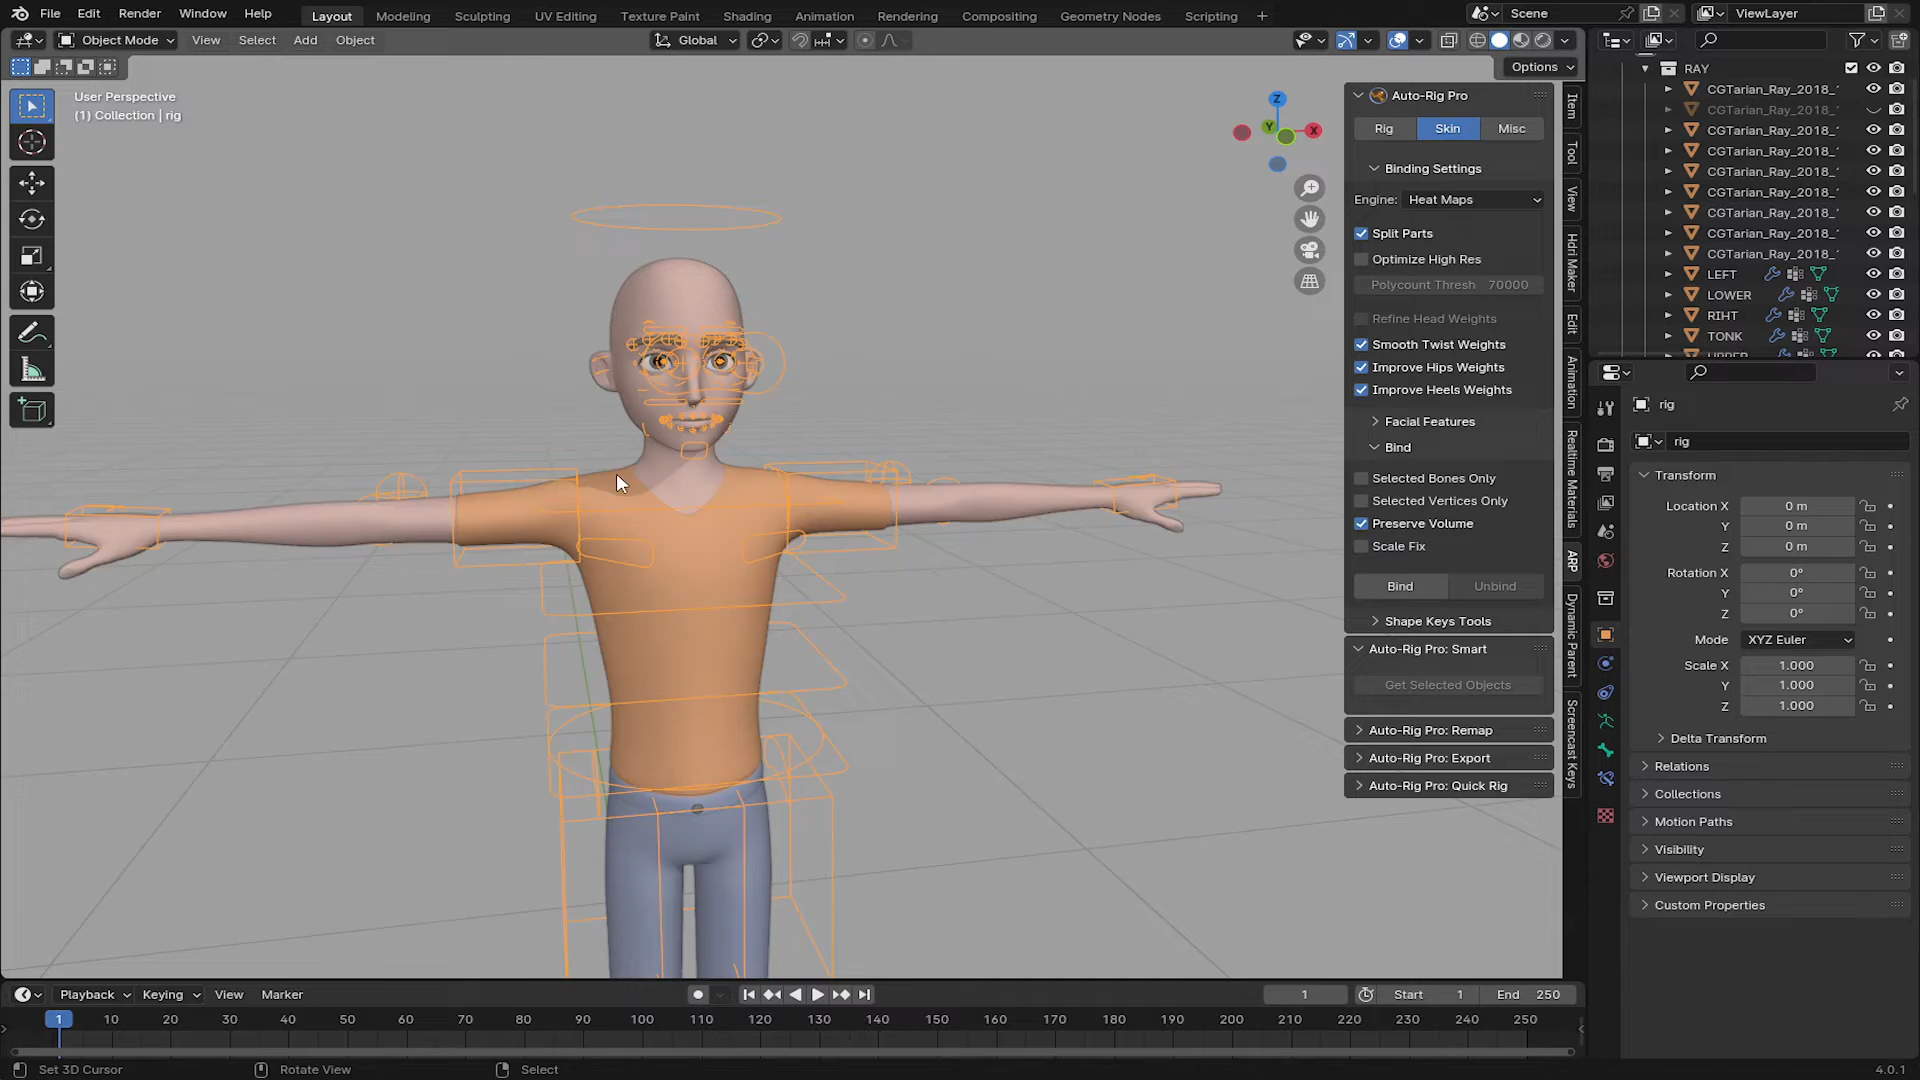 File Edit Render Window Help Layout Modeling Sculpting UV Editing Texture Paint Shading Animation Rendering Compositing Geometry Nodes Scripting + Scene ViewLayer
Object Mode View Select Add Object Global
Options
User Perspective
(1) Collection | rig
Z
Y
X
Auto-Rig Pro
Rig Skin Misc
Binding Settings
Engine: Heat Maps
Split Parts
Optimize High Res
Polycount Thresh 70000
Refine Head Weights
Smooth Twist Weights
Improve Hips Weights
Improve Heels Weights
Facial Features
Bind
Selected Bones Only
Selected Vertices Only
Preserve Volume
Scale Fix
Bind Unbind
Shape Keys Tools
Auto-Rig Pro: Smart
Get Selected Objects
Auto-Rig Pro: Remap
Auto-Rig Pro: Export
Auto-Rig Pro: Quick Rig
Item
Tool
View
Hdri Maker
Edit
Animation
Realtime Materials
ARP
Dynamic Parent
Screencast Keys
RAY
CGTarian_Ray_2018_
CGTarian_Ray_2018_
CGTarian_Ray_2018_
CGTarian_Ray_2018_
CGTarian_Ray_2018_
CGTarian_Ray_2018_
CGTarian_Ray_2018_
CGTarian_Ray_2018_
CGTarian_Ray_2018_
LEFT
LOWER
RIHT
TONK
rig
rig
Transform
Location X 0 m
Y 0 m
Z 0 m
Rotation X 0°
Y 0°
Z 0°
Mode XYZ Euler
Scale X 1.000
Y 1.000
Z 1.000
Delta Transform
Relations
Collections
Motion Paths
Visibility
Viewport Display
Custom Properties
Playback Keying View Marker 1 Start 1 End 250
1 10 20 30 40 50 60 70 80 90 100 110 120 130 140 150 160 170 180 190 200 210 220 230 240 250
Set 3D Cursor Rotate View Select 4.0.1